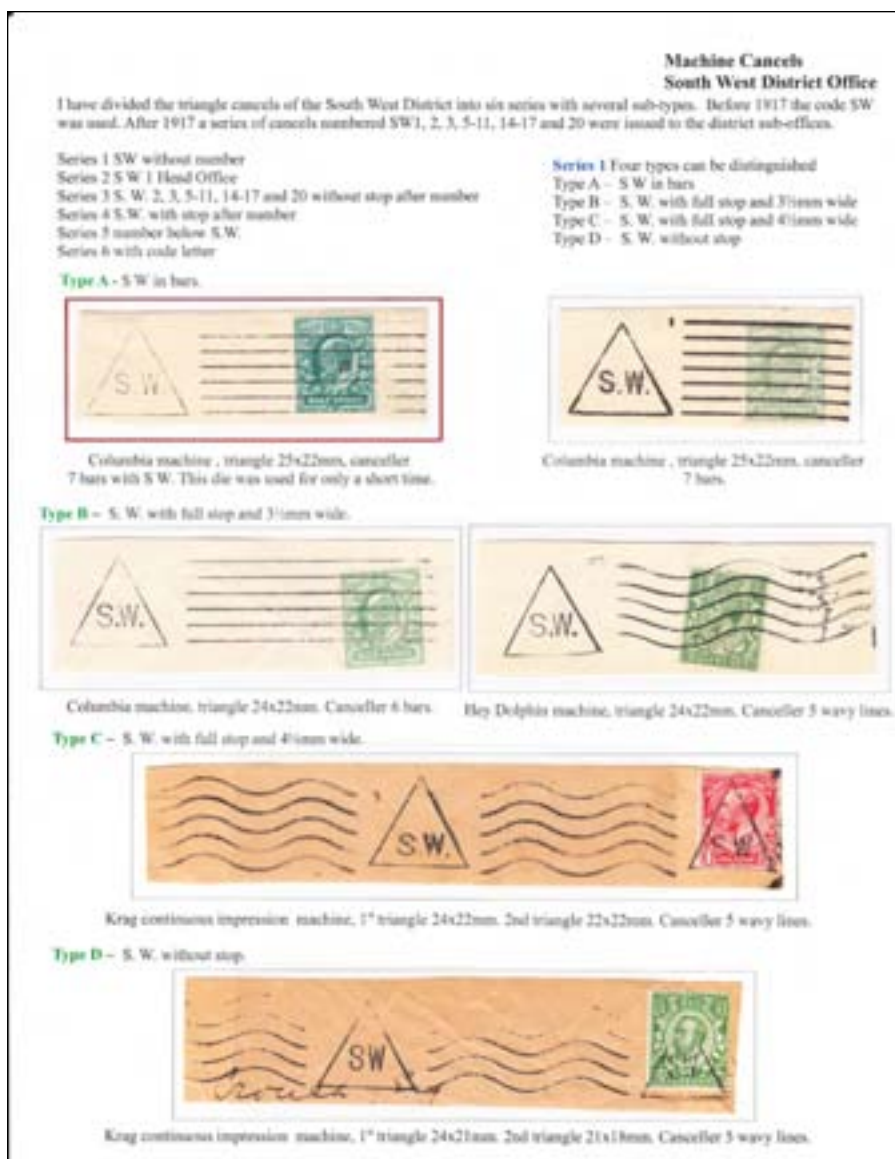 Machine Cancels
South West District Office
I have divided the triangle cancels of the South West District into six series with several sub-types. Before 1917 the code SW
was used. After 1917 a series of cancels numbered SW1, 2, 3, 5-11, 14-17 and 20 were issued to the district sub-offices.
Series 1 SW without number
Series 2 S W 1 Head Office
Series 3 S. W. 2, 3, 5-11, 14-17 and 20 without stop after number
Series 4 S.W. with stop after number
Series 5 number below S.W.
Series 6 with code letter
Series 1 Four types can be distinguished
Type A – S W in bars
Type B – S. W. with full stop and 3½mm wide
Type C – S. W. with full stop and 4½mm wide
Type D – S. W. without stop
Type A - S W in bars.
S.W
S.W.
Columbia machine , triangle 25x22mm, canceller
7 bars with S W. This die was used for only a short time.
Columbia machine , triangle 25x22mm, canceller
7 bars.
Type B – S. W. with full stop and 3½mm wide.
S.W.
S.W.
Columbia machine, triangle 24x22mm. Canceller 6 bars.
Hey Dolphin machine, triangle 24x22mm. Canceller 5 wavy lines.
Type C – S. W. with full stop and 4½mm wide.
S W.
S W.
Krag continuous impression machine, 1" triangle 24x22mm. 2nd triangle 22x22mm. Canceller 5 wavy lines.
Type D – S. W. without stop.
SW
Krag continuous impression machine, 1" triangle 24x21mm. 2nd triangle 21x18mm. Canceller 5 wavy lines.